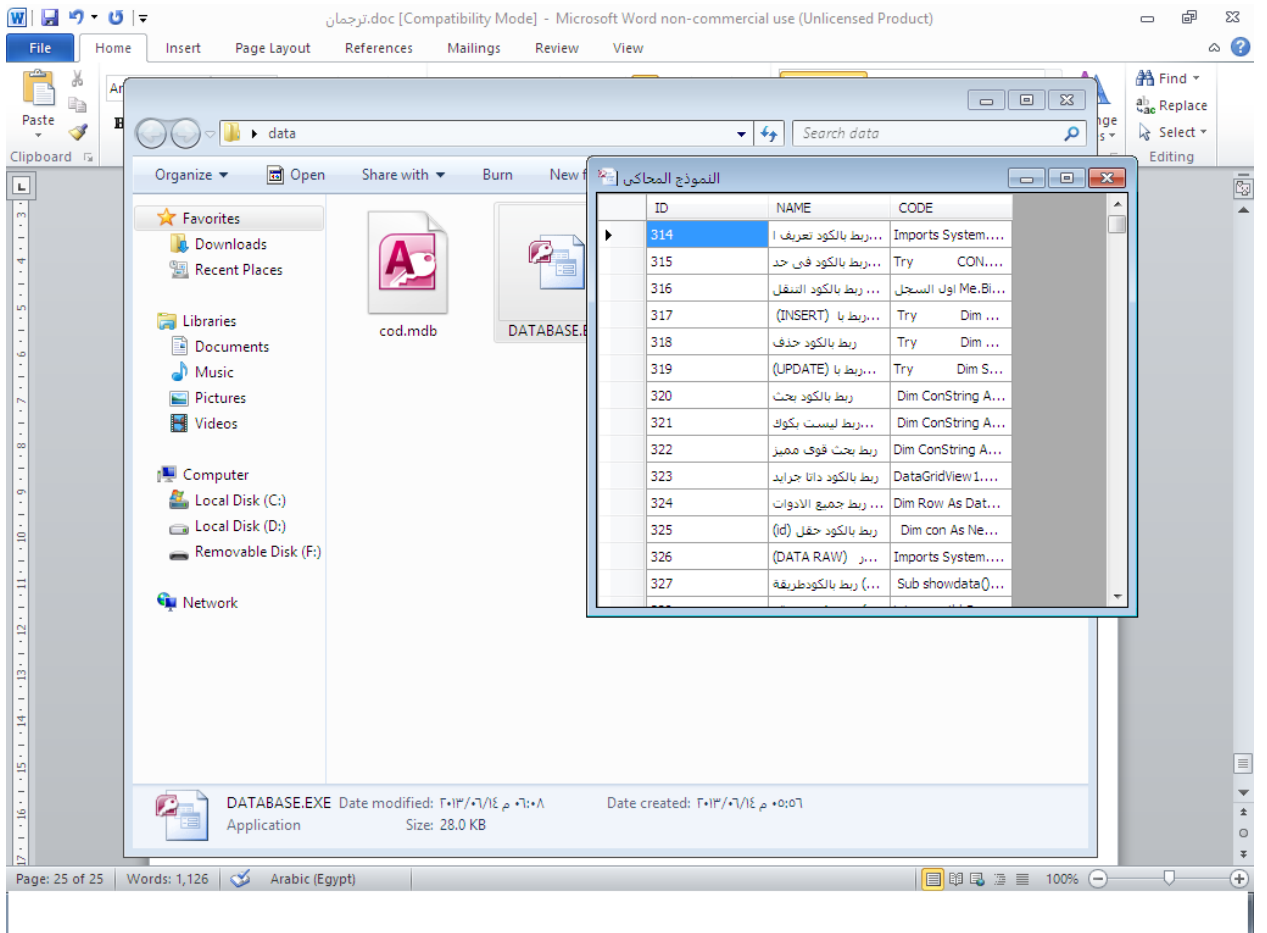 ترجمان.doc [Compatibility Mode] - Microsoft Word non-commercial use (Unlicensed Product)
File Home Insert Page Layout References Mailings Review View
Paste
Clipboard
Find
Replace
Select
Editing
data
Search data
Organize Open Share with Burn New f
Favorites
Downloads
Recent Places
Libraries
Documents
Music
Pictures
Videos
Computer
Local Disk (C:)
Local Disk (D:)
Removable Disk (F:)
Network
cod.mdb
DATABASE.E
النموذج المحاكى
ID NAME CODE
314 ربط بالكود تعريف ا... Imports System....
315 ربط بالكود فى حد... Try CON....
316 ربط بالكود التنقل ... Me.Bi... اول السجل
317 ربط با (INSERT)... Try Dim ...
318 ربط بالكود حذف Try Dim ...
319 ربط با (UPDATE)... Try Dim S...
320 ربط بالكود بحث Dim ConString A...
321 ربط ليست بكوك... Dim ConString A...
322 ربط بحث قوى مميز Dim ConString A...
323 ربط بالكود داتا جرايد DataGridView1....
324 ربط جميع الادوات ... Dim Row As Dat...
325 ربط بالكود حقل (id) Dim con As Ne...
326 (DATA RAW) ر... Imports System....
327 ربط بالكودطريقة (... Sub showdata()...
DATABASE.EXE Date modified: ٢٠١٣/٠٦/١٤ م ٠٦:٠٨ Date created: ٢٠١٣/٠٦/١٤ م ٠٥:٥٦
Application Size: 28.0 KB
Page: 25 of 25 Words: 1,126 Arabic (Egypt) 100%